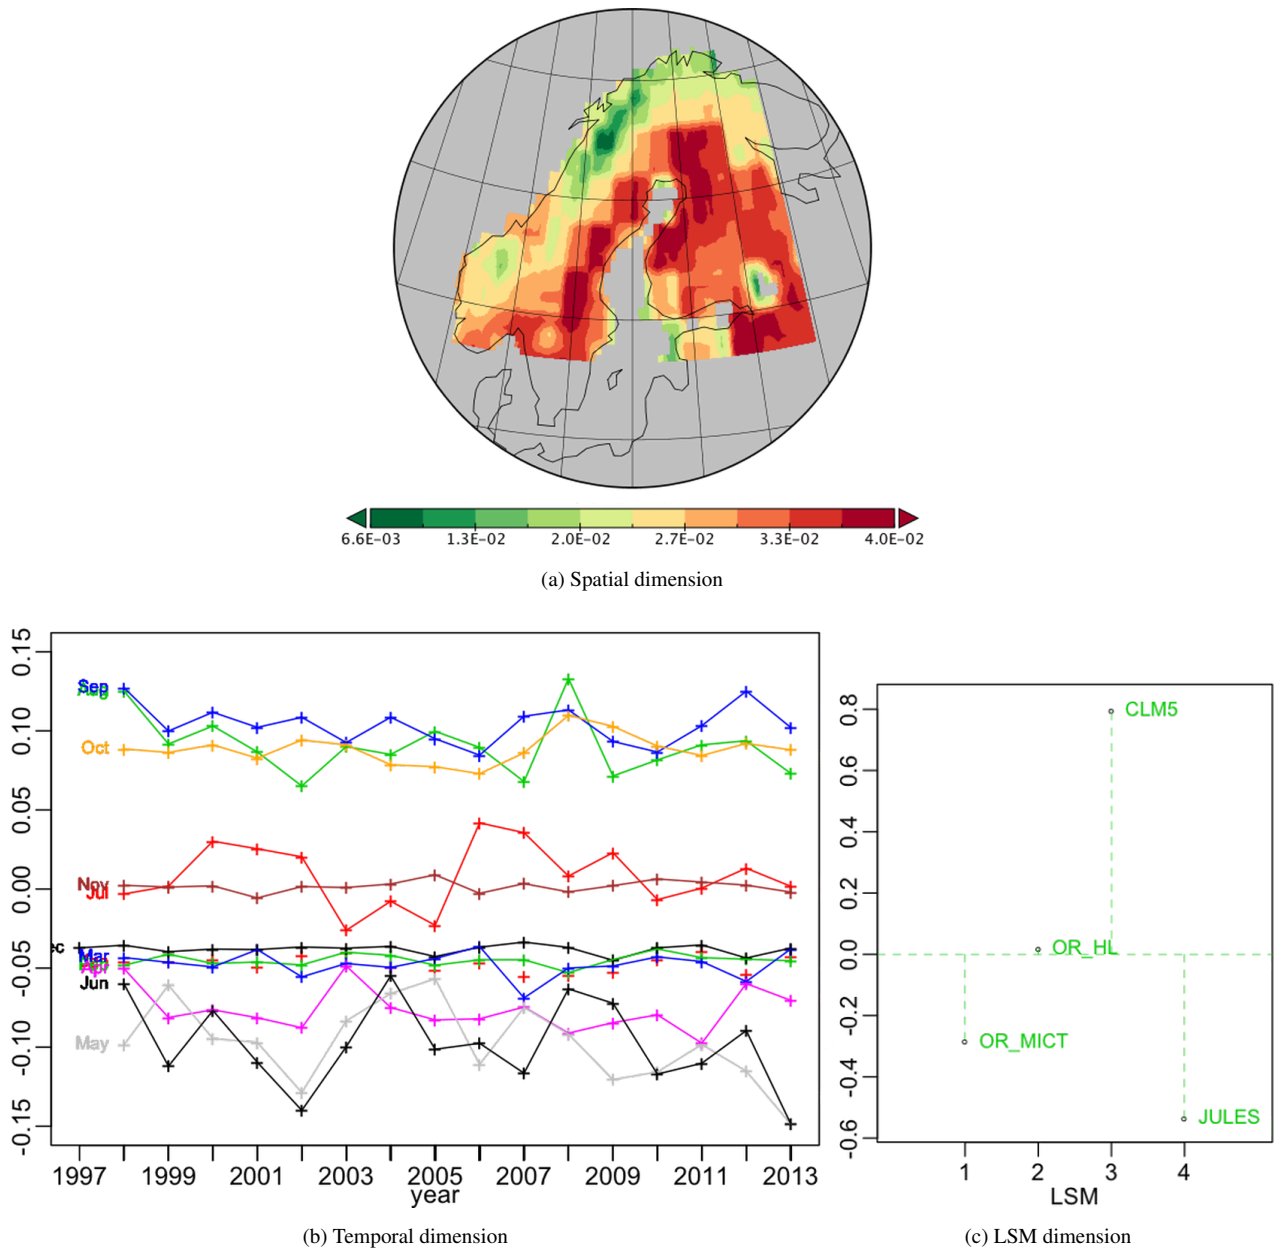 6.6E-03 1.3E-02 2.0E-02 2.7E-02 3.3E-02 4.0E-02
(a) Spatial dimension
0.15
0.10
0.05
0.00
-0.05
-0.10
-0.15
Sep
Aug
Oct
Nov
Jul
Mar
Apr
Jun
May
1997 1999 2001 2003 2005 2007 2009 2011 2013
year
(b) Temporal dimension
0.8
0.6
0.4
0.2
0.0
-0.2
-0.4
-0.6
CLM5
OR_HL
OR_MICT
JULES
1 2 3 4
LSM
(c) LSM dimension